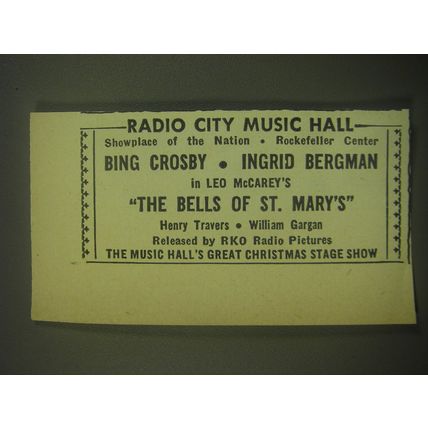 RADIO CITY MUSIC HALL
Showplace of the Nation • Rockefeller Center
BING CROSBY • INGRID BERGMAN
in LEO McCAREY'S
"THE BELLS OF ST. MARY'S"
Henry Travers • William Gargan
Released by RKO Radio Pictures
THE MUSIC HALL'S GREAT CHRISTMAS STAGE SHOW